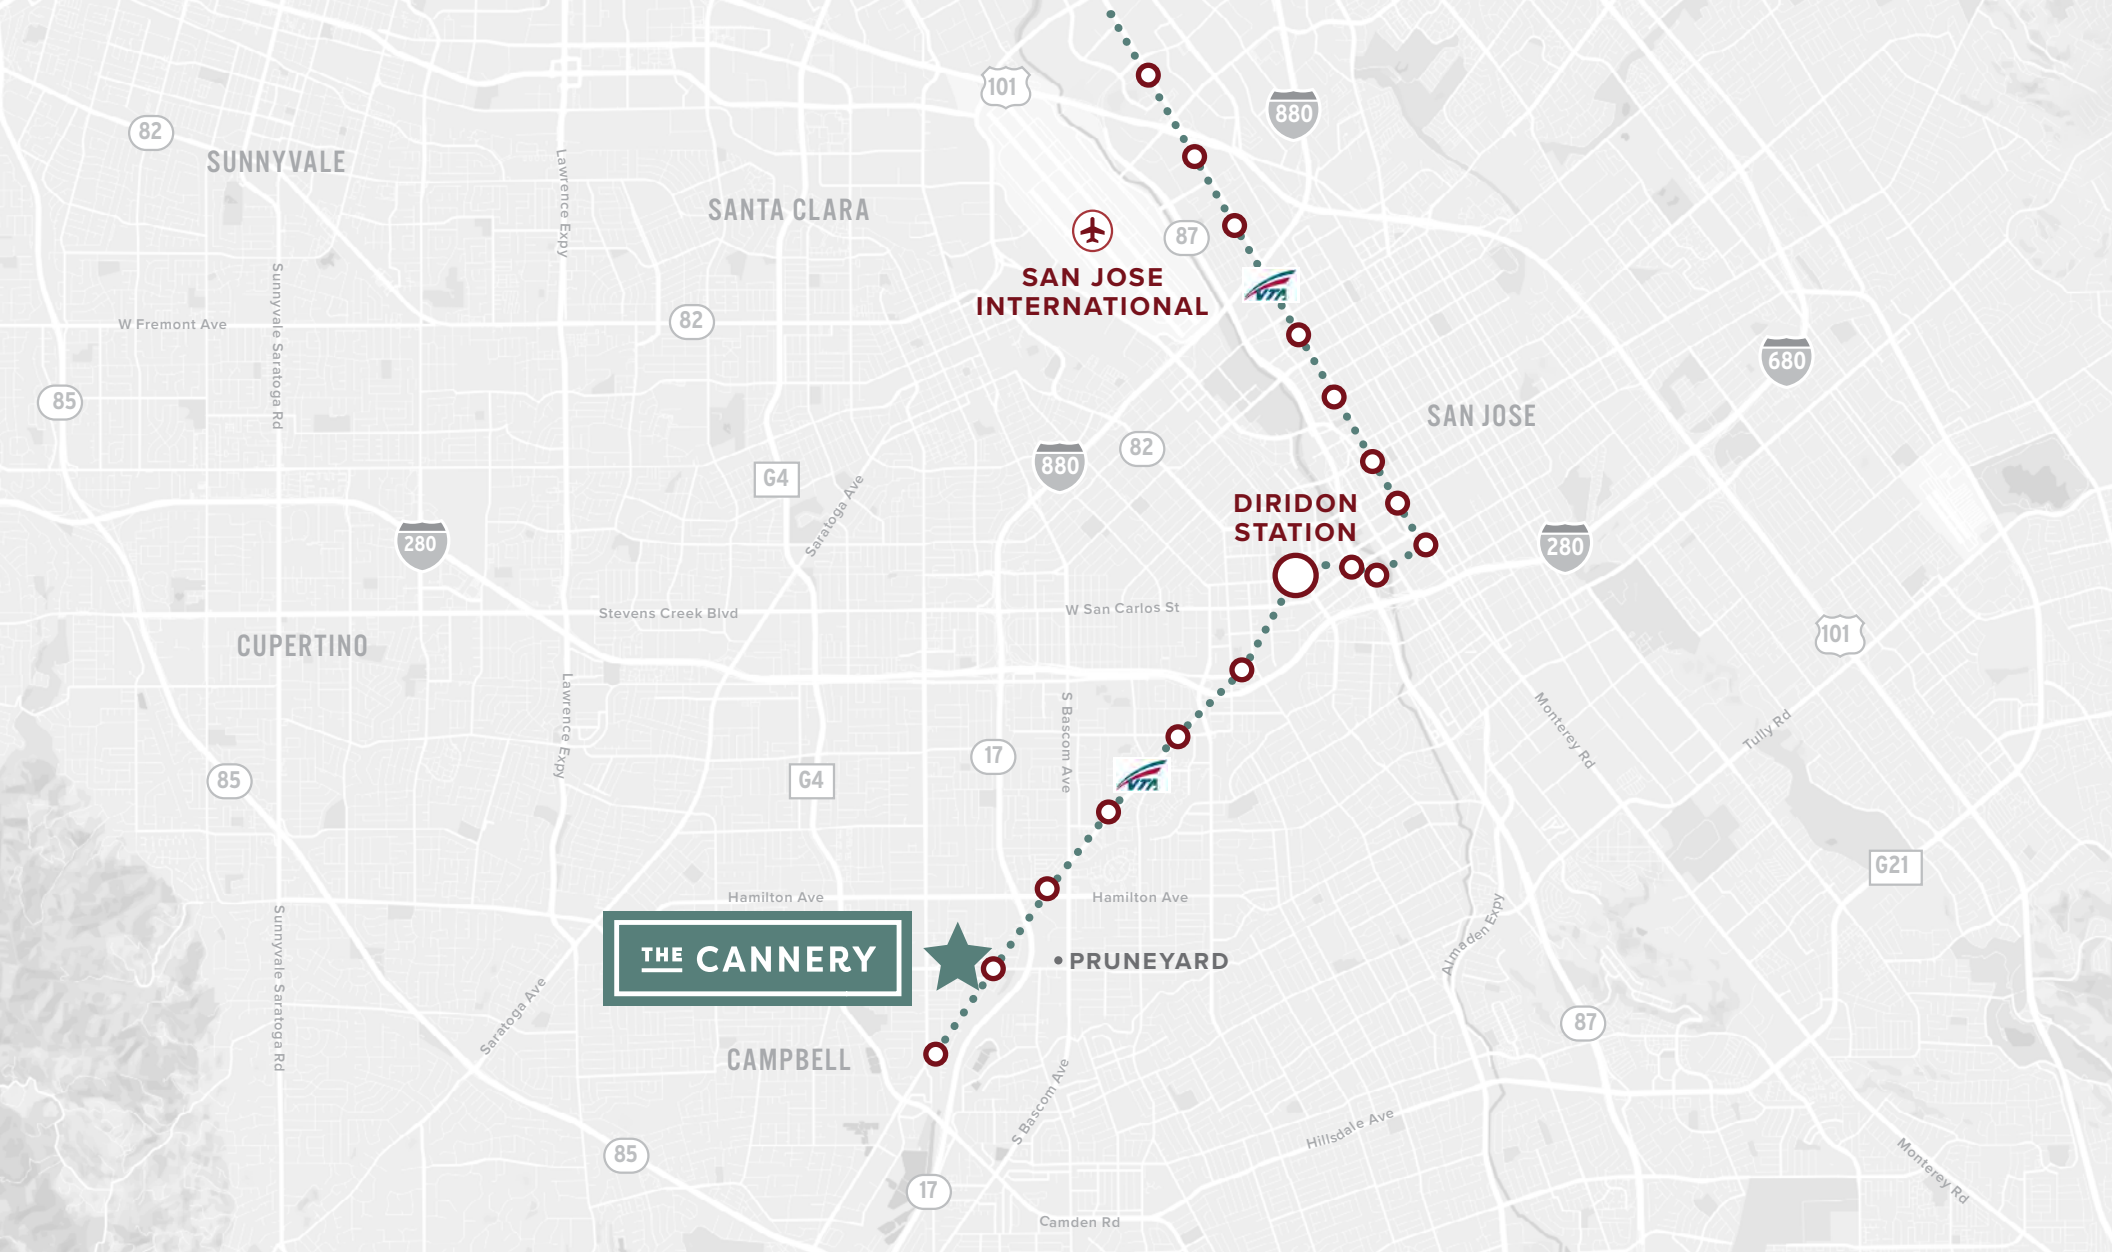 101
880
82
SUNNYVALE
Lawrence Expy
SANTA CLARA
87
SAN JOSE
INTERNATIONAL
VTA
Sunnyvale Saratoga Rd
W Fremont Ave
82
680
85
SAN JOSE
880
82
G4
Saratoga Ave
DIRIDON
STATION
280
280
Stevens Creek Blvd
W San Carlos St
CUPERTINO
101
Lawrence Expy
S Bascom Ave
Monterey Rd
Tully Rd
17
85
G4
VTA
G21
Hamilton Ave
Hamilton Ave
THE CANNERY
PRUNEYARD
Almaden Expy
Sunnyvale Saratoga Rd
Saratoga Ave
87
CAMPBELL
S Bascom Ave
Hillsdale Ave
85
Monterey Rd
17
Camden Rd